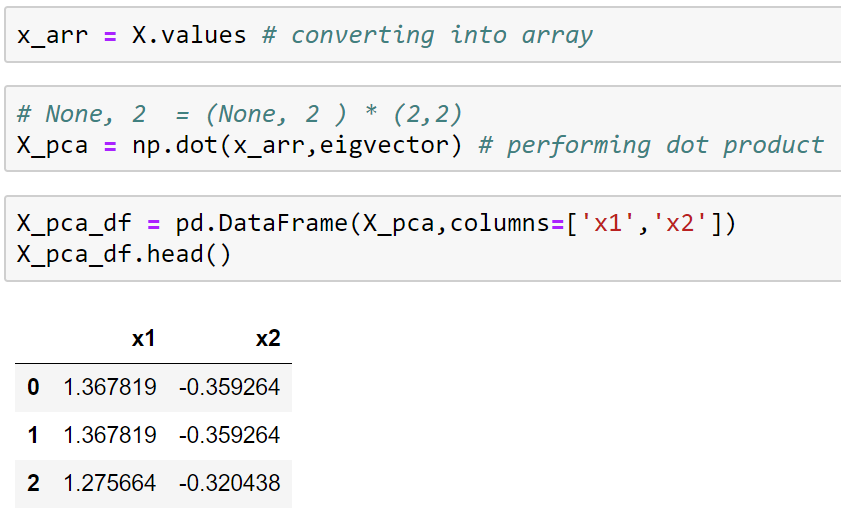 x_arr = X.values # converting into array
# None, 2  = (None, 2 ) * (2,2)
X_pca = np.dot(x_arr,eigvector) # performing dot product
X_pca_df = pd.DataFrame(X_pca,columns=['x1','x2'])
X_pca_df.head()
x1 x2
0 1.367819 -0.359264
1 1.367819 -0.359264
2 1.275664 -0.320438